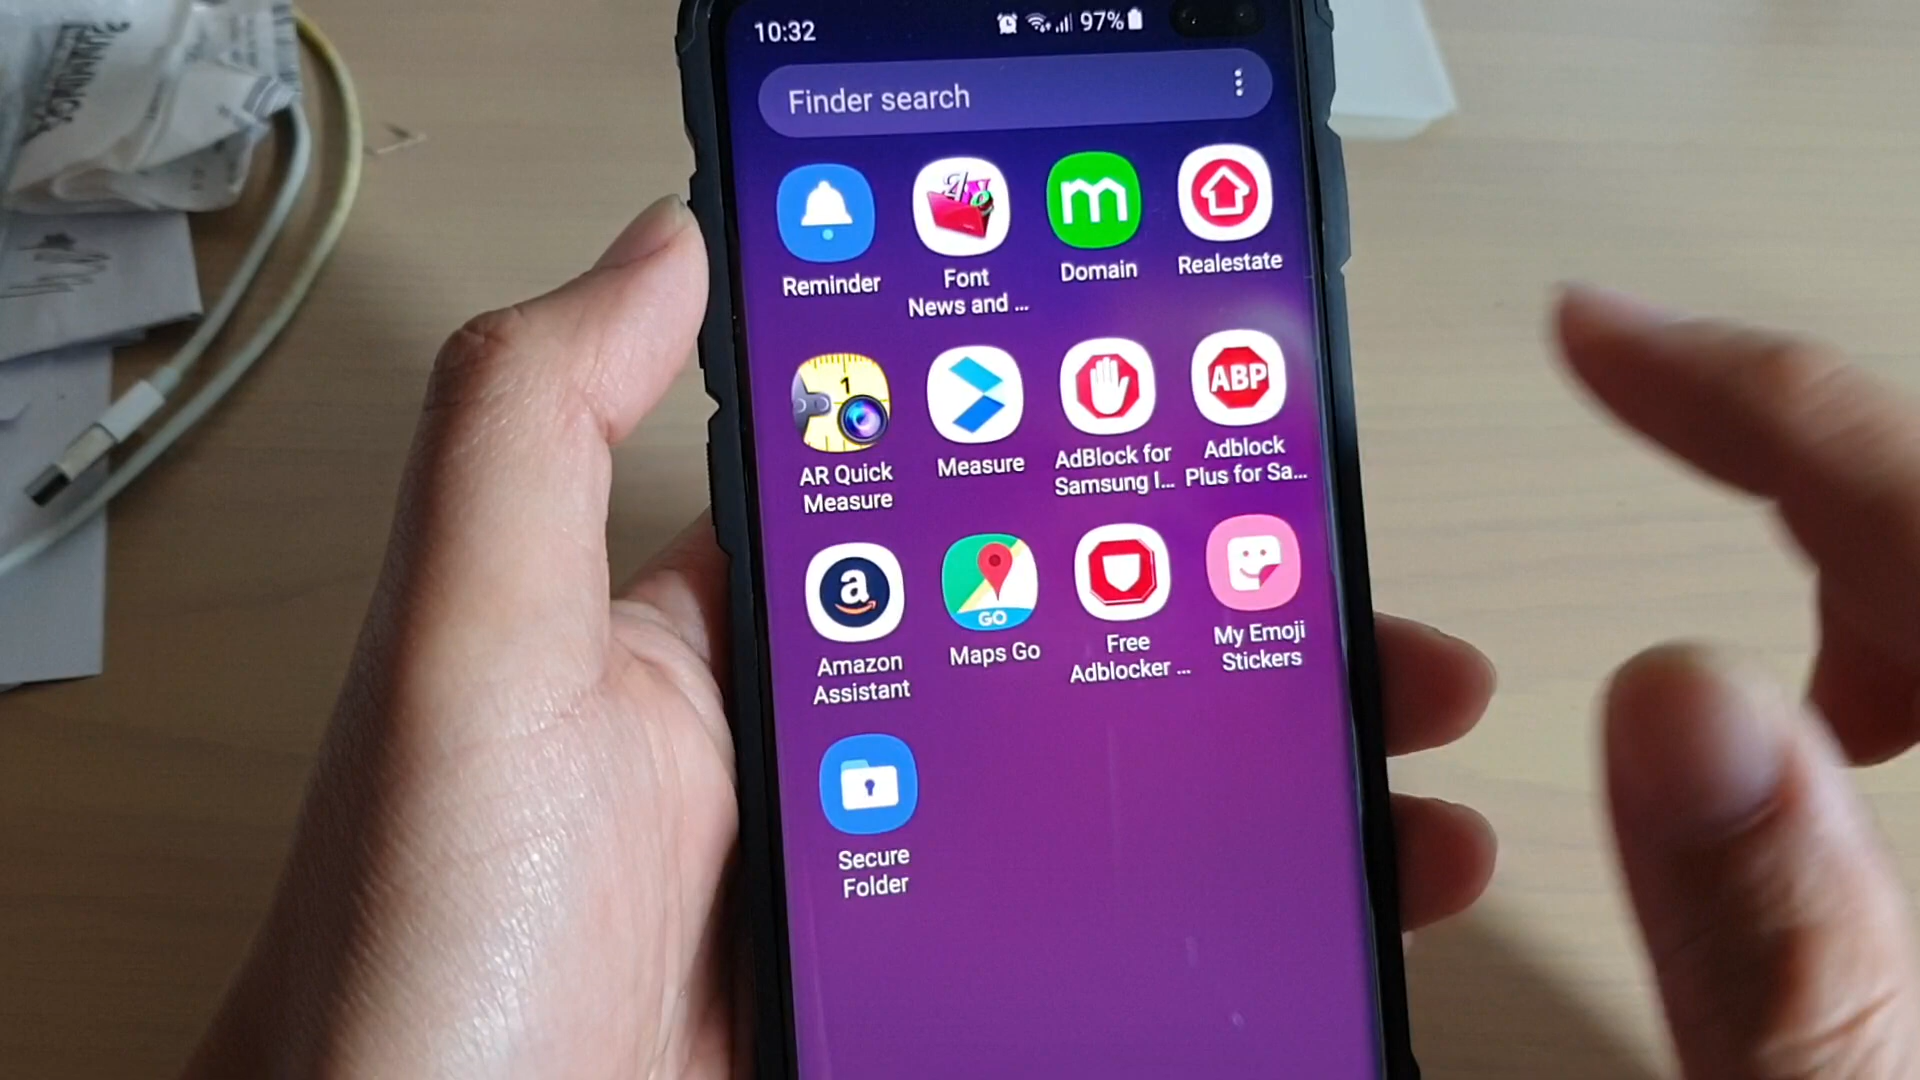 10:32
97%
Finder search
Reminder
Font
News and ...
Domain
Realestate
1
ABP
AR Quick
Measure
Measure
AdBlock for
Samsung I...
Adblock
Plus for Sa...
a
GO
Amazon
Assistant
Maps Go
Free
Adblocker ...
My Emoji
Stickers
Secure
Folder